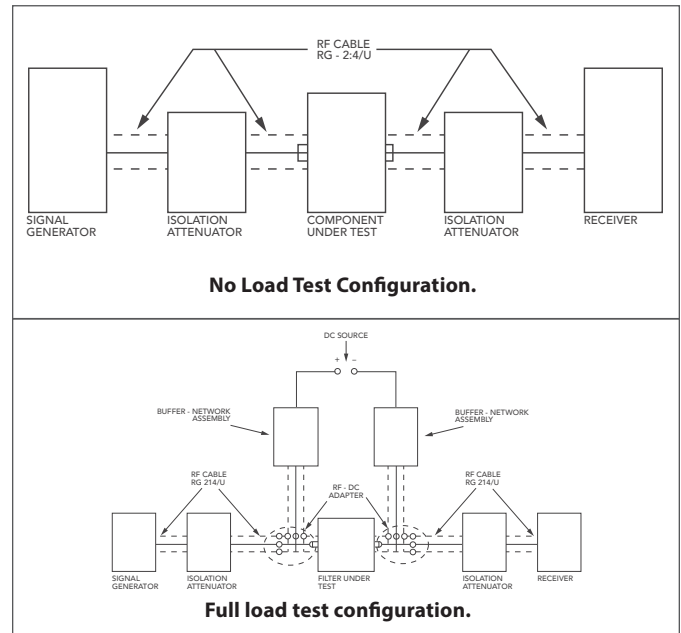 RF CABLE
RG - 2:4/U
SIGNAL
GENERATOR
ISOLATION
ATTENUATOR
COMPONENT
UNDER TEST
ISOLATION
ATTENUATOR
RECEIVER
No Load Test Configuration.
DC SOURCE
+ –
BUFFER - NETWORK
ASSEMBLY
BUFFER - NETWORK
ASSEMBLY
RF CABLE
RG 214/U
RF - DC
ADAPTER
RF CABLE
RG 214/U
SIGNAL
GENERATOR
ISOLATION
ATTENUATOR
FILTER UNDER
TEST
ISOLATION
ATTENUATOR
RECEIVER
Full load test configuration.